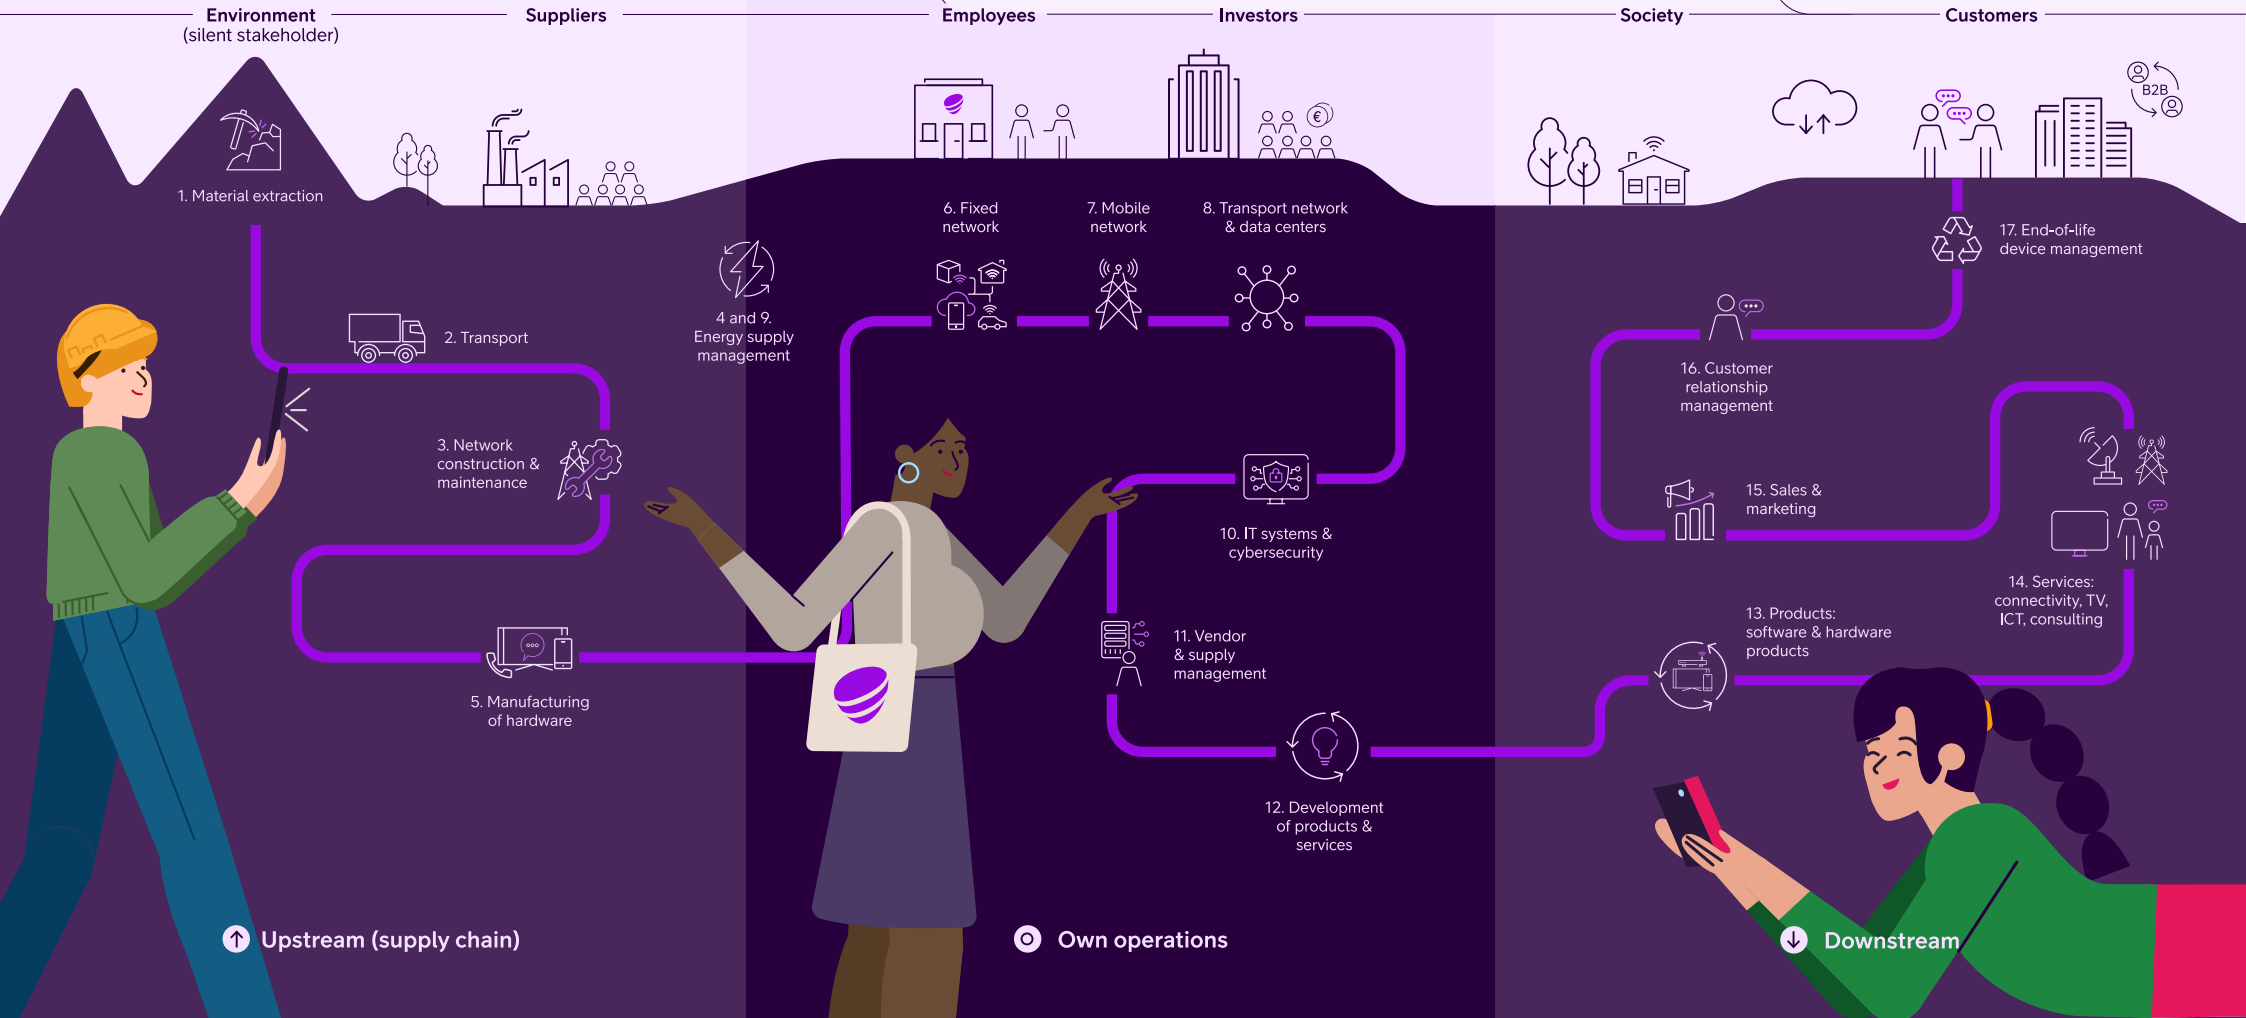 Environment
(silent stakeholder)
Suppliers
Employees
Investors
Society
Customers
B2B
€
1. Material extraction
2. Transport
3. Network
construction &
maintenance
4 and 9.
Energy supply
management
5. Manufacturing
of hardware
6. Fixed
network
7. Mobile
network
8. Transport network
& data centers
10. IT systems &
cybersecurity
11. Vendor
& supply
management
12. Development
of products &
services
13. Products:
software & hardware
products
14. Services:
connectivity, TV,
ICT, consulting
15. Sales &
marketing
16. Customer
relationship
management
17. End-of-life
device management
Upstream (supply chain)
Own operations
Downstream